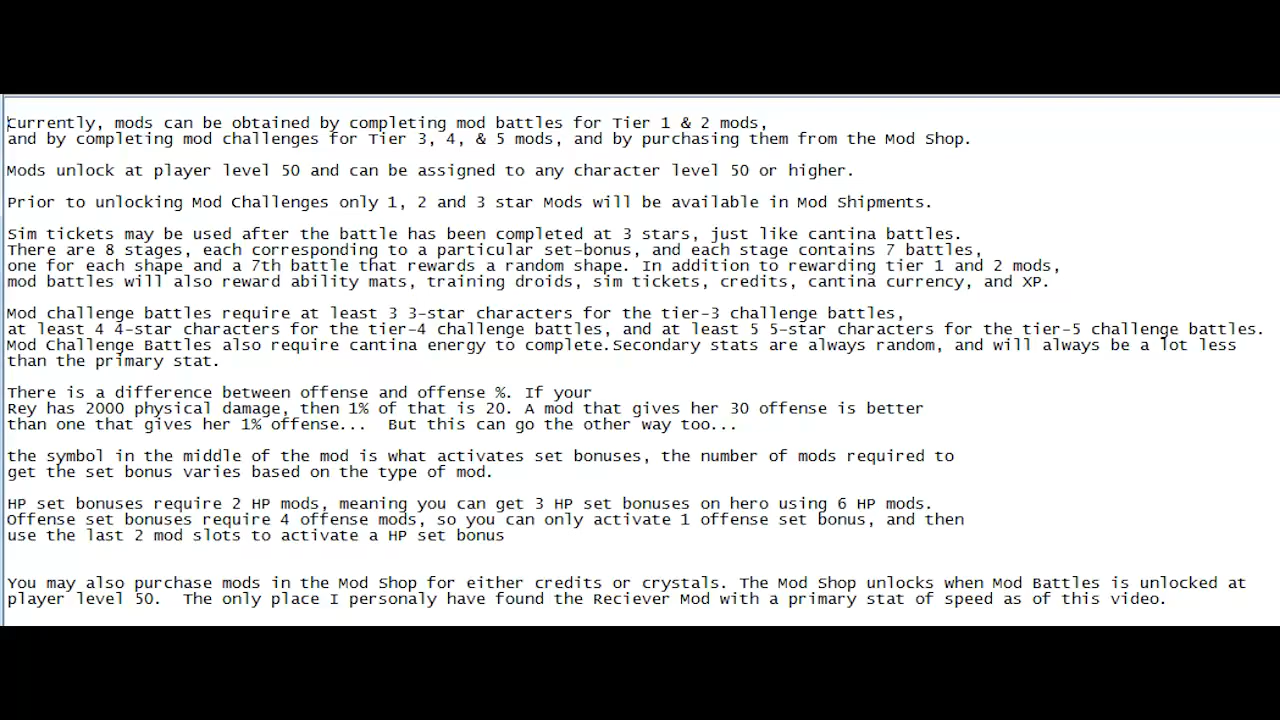 Currently, mods can be obtained by completing mod battles for Tier 1 & 2 mods,
and by completing mod challenges for Tier 3, 4, & 5 mods, and by purchasing them from the Mod Shop.
Mods unlock at player level 50 and can be assigned to any character level 50 or higher.
Prior to unlocking Mod Challenges only 1, 2 and 3 star Mods will be available in Mod Shipments.
Sim tickets may be used after the battle has been completed at 3 stars, just like cantina battles.
There are 8 stages, each corresponding to a particular set-bonus, and each stage contains 7 battles,
one for each shape and a 7th battle that rewards a random shape. In addition to rewarding tier 1 and 2 mods,
mod battles will also reward ability mats, training droids, sim tickets, credits, cantina currency, and XP.
Mod challenge battles require at least 3 3-star characters for the tier-3 challenge battles,
at least 4 4-star characters for the tier-4 challenge battles, and at least 5 5-star characters for the tier-5 challenge battles.
Mod Challenge Battles also require cantina energy to complete.Secondary stats are always random, and will always be a lot less
than the primary stat.
There is a difference between offense and offense %. If your
Rey has 2000 physical damage, then 1% of that is 20. A mod that gives her 30 offense is better
than one that gives her 1% offense... But this can go the other way too...
the symbol in the middle of the mod is what activates set bonuses, the number of mods required to
get the set bonus varies based on the type of mod.
HP set bonuses require 2 HP mods, meaning you can get 3 HP set bonuses on hero using 6 HP mods.
Offense set bonuses require 4 offense mods, so you can only activate 1 offense set bonus, and then
use the last 2 mod slots to activate a HP set bonus
You may also purchase mods in the Mod Shop for either credits or crystals. The Mod Shop unlocks when Mod Battles is unlocked at
player level 50. The only place I personaly have found the Reciever Mod with a primary stat of speed as of this video.